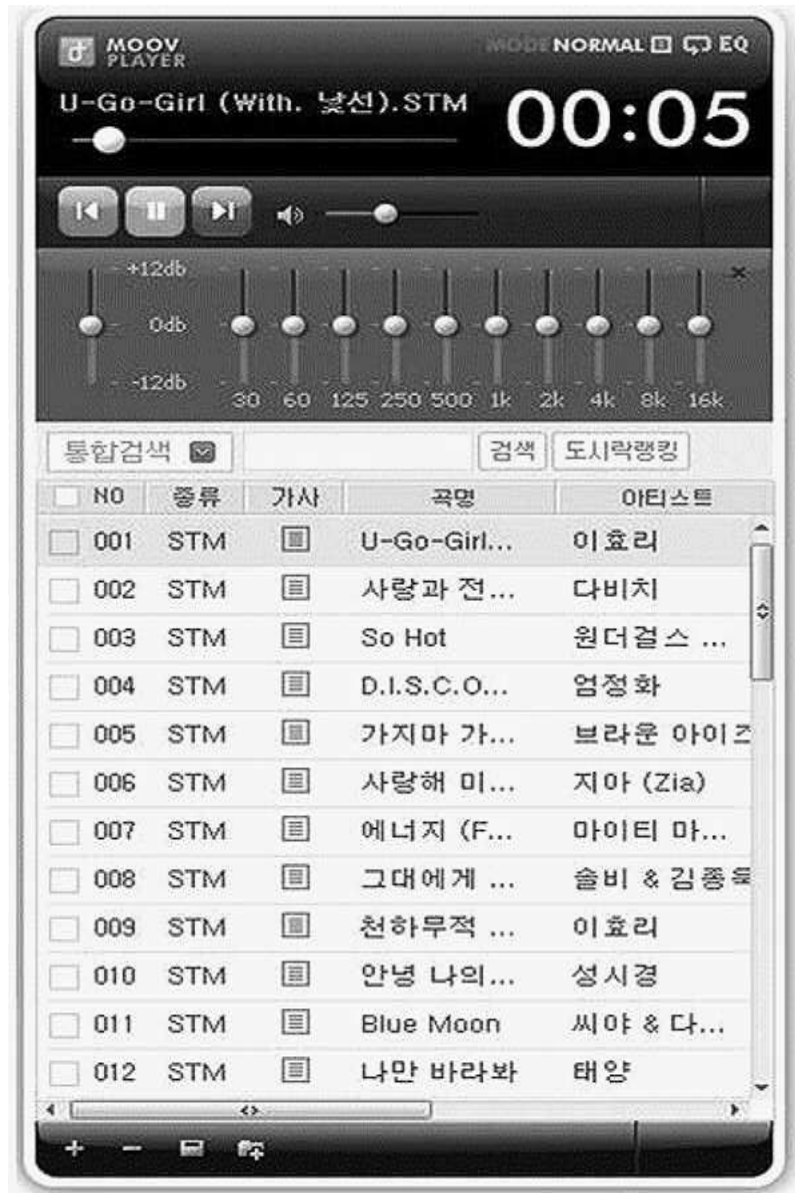 MOOV
PLAYER
MODE NORMAL EQ
U-Go-Girl (With. 낯선).STM
00:05
+12db
0db
-12db
30 60 125 250 500 1k 2k 4k 8k 16k
통합검색 검색 도시락랭킹
NO 종류 가사 곡명 아티스트
001 STM U-Go-Girl... 이효리
002 STM 사랑과 전... 다비치
003 STM So Hot 원더걸스 ...
004 STM D.I.S.C.O... 엄정화
005 STM 가지마 가... 브라운 아이즈
006 STM 사랑해 미... 지아 (Zia)
007 STM 에너지 (F... 마이티 마...
008 STM 그대에게 ... 솔비 & 김종욱
009 STM 천하무적 ... 이효리
010 STM 안녕 나의... 성시경
011 STM Blue Moon 씨야 & 다...
012 STM 나만 바라봐 태양